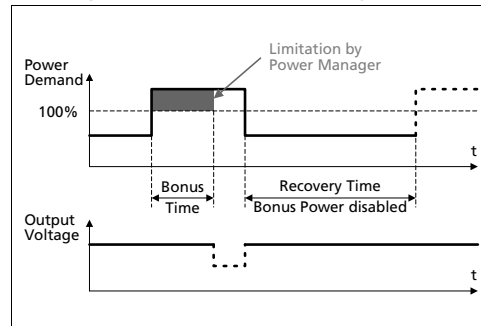 Limitation by
Power Manager
Power
Demand
100%
t
Bonus
Time
Recovery Time
Bonus Power disabled
Output
Voltage
t